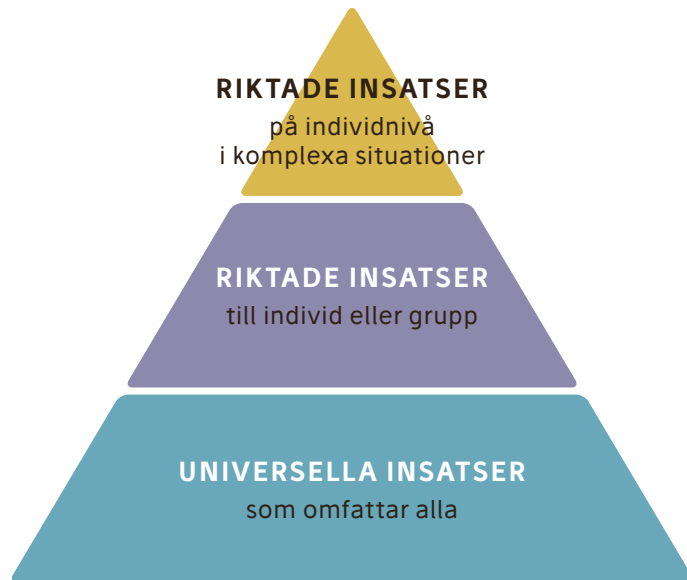 RIKTADE INSATSER
på individnivå
i komplexa situationer
RIKTADE INSATSER
till individ eller grupp
UNIVERSELLA INSATSER
som omfattar alla